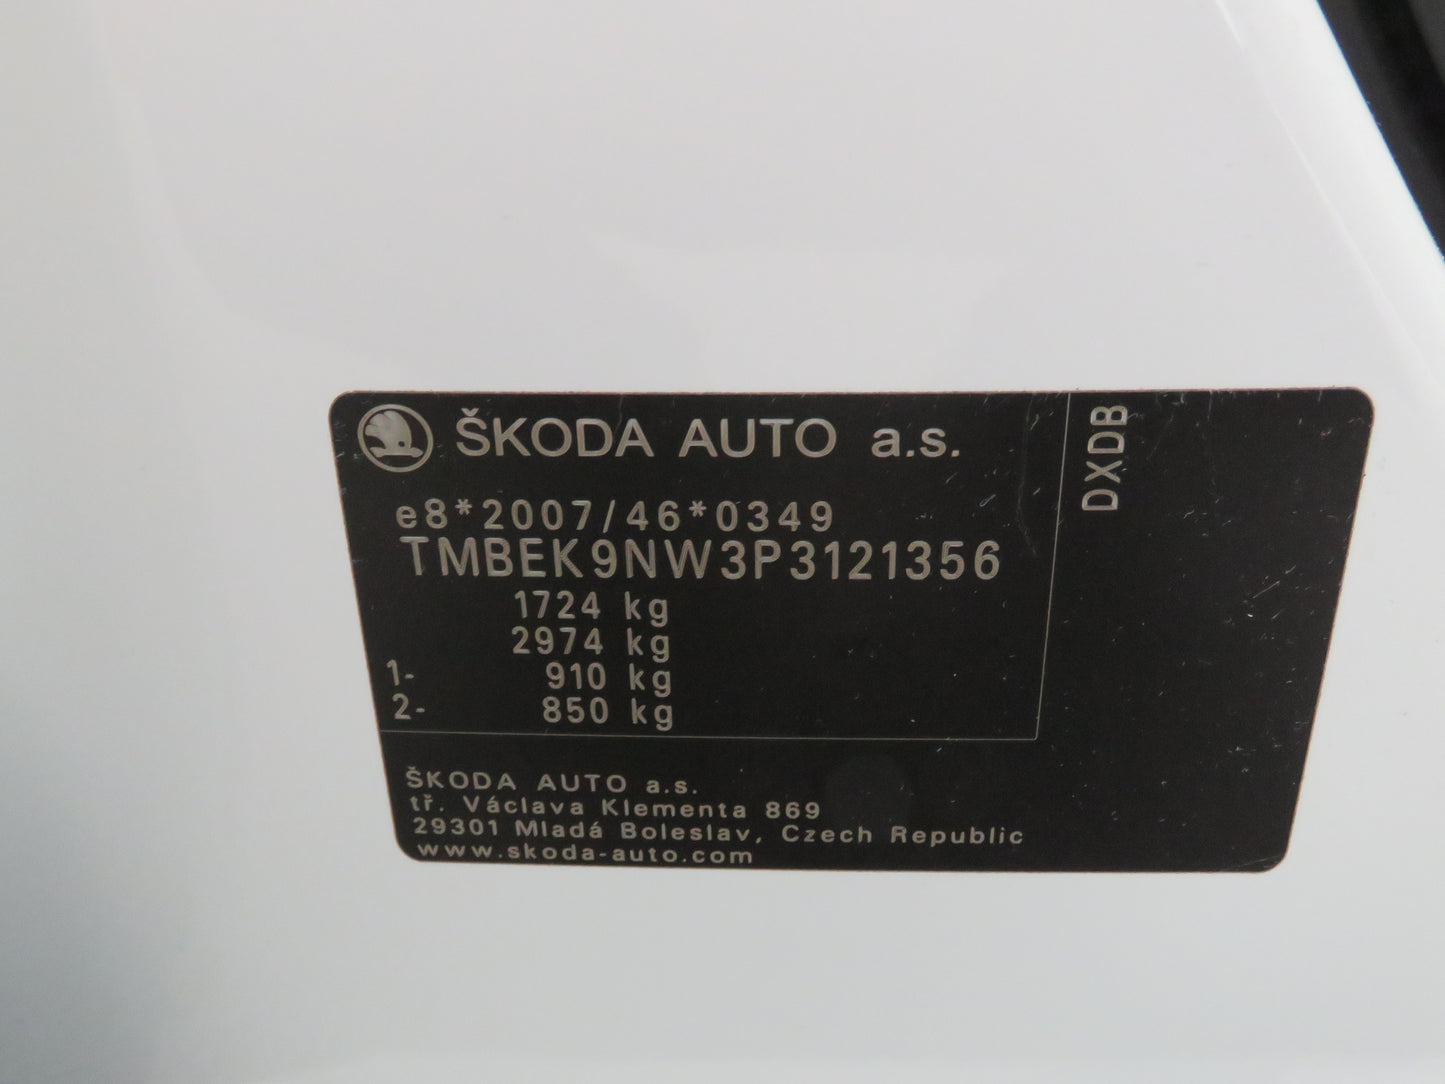 ŠKODA AUTO a.s.
e8*2007/46*0349
TMBEK9NW3P3121356
1724 kg
2974 kg
1- 910 kg
2- 850 kg
DXDB
ŠKODA AUTO a.s.
tř. Václava Klementa 869
29301 Mladá Boleslav, Czech Republic
www.skoda-auto.com